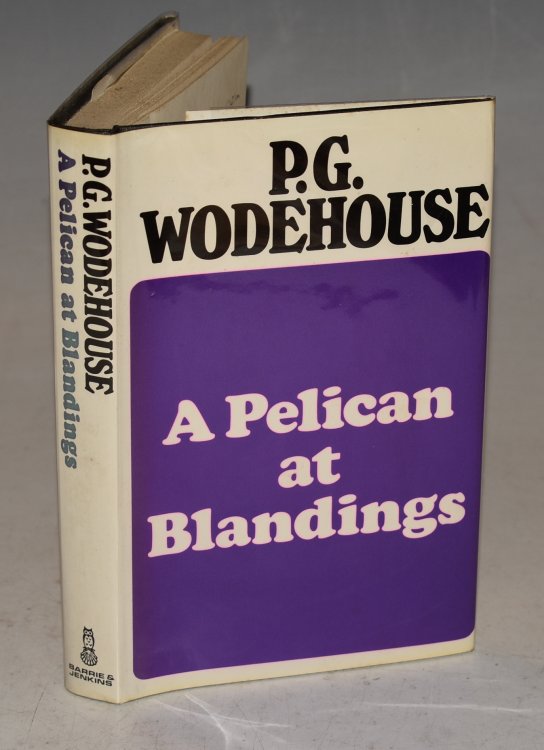 P.G.
WODEHOUSE
A Pelican
at
Blandings
P.G. WODEHOUSE
A Pelican at Blandings
BARRIE &
JENKINS